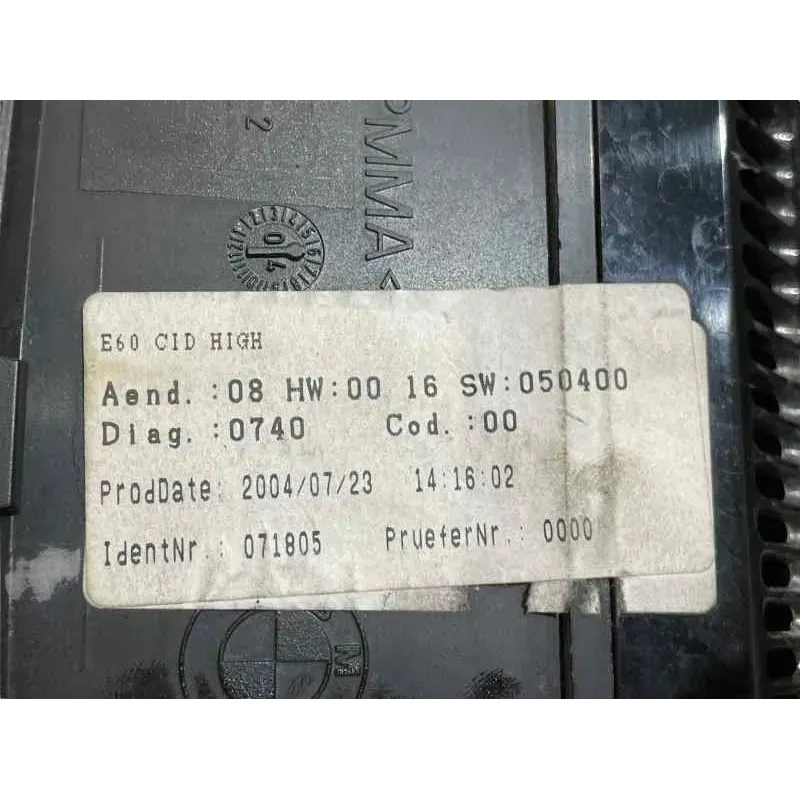 2
PMMA<
E60 CID HIGH
Aend.:08 HW:00 16 SW:050400
Diag.:0740 Cod.:00
ProdDate: 2004/07/23 14:16:02
IdentNr.: 071805 PrueferNr.: 0000
M